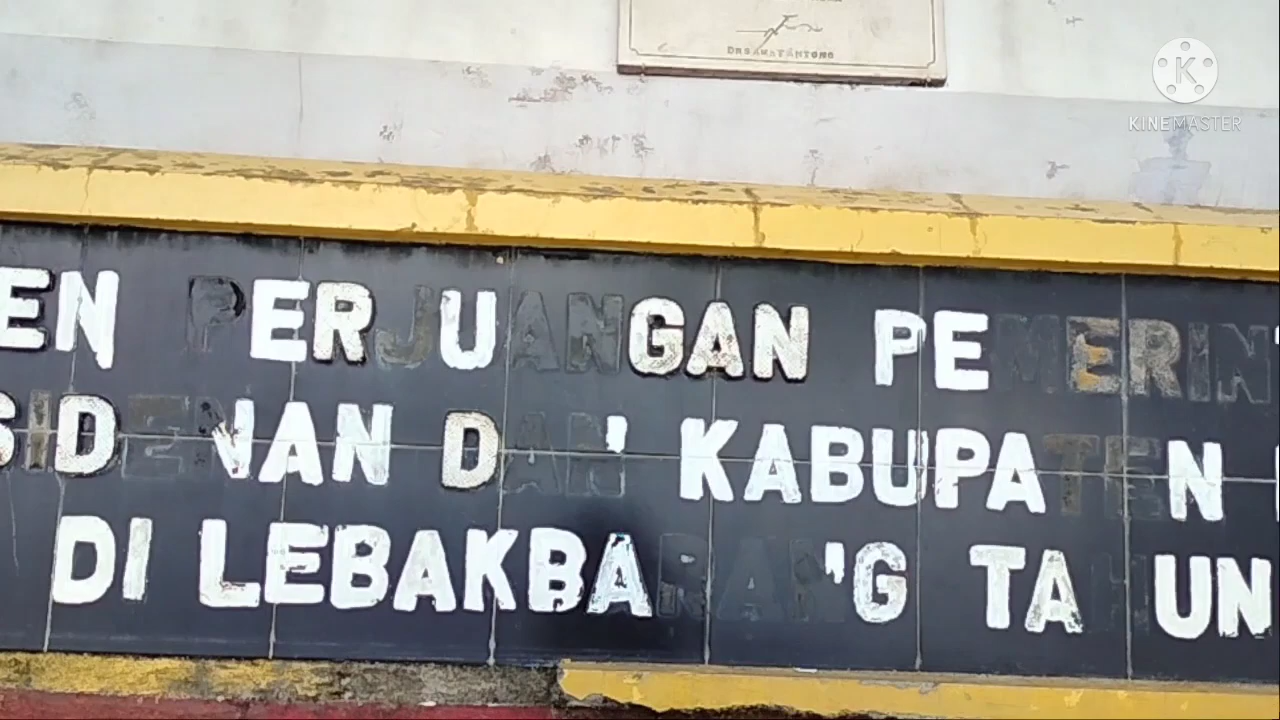 KINEMASTER
EN PERJUANGAN PEMERIN
SIDENAN DAN KABUPATEN
DI LEBAKBARANG TAHUN